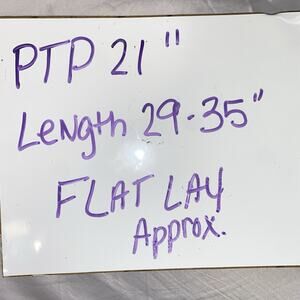 PTP 21"
Length 29-35"
FLAT LAY
Approx.